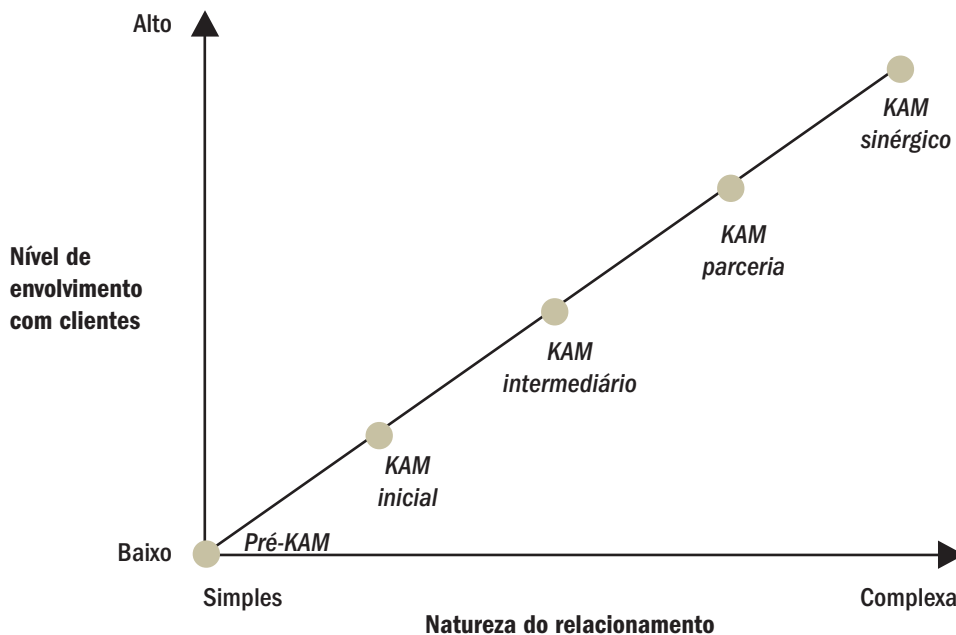 Alto
KAM
sinérgico
KAM
parceria
Nível de
envolvimento
com clientes
KAM
intermediário
KAM
inicial
Pré-KAM
Baixo
Simples
Complexa
Natureza do relacionamento